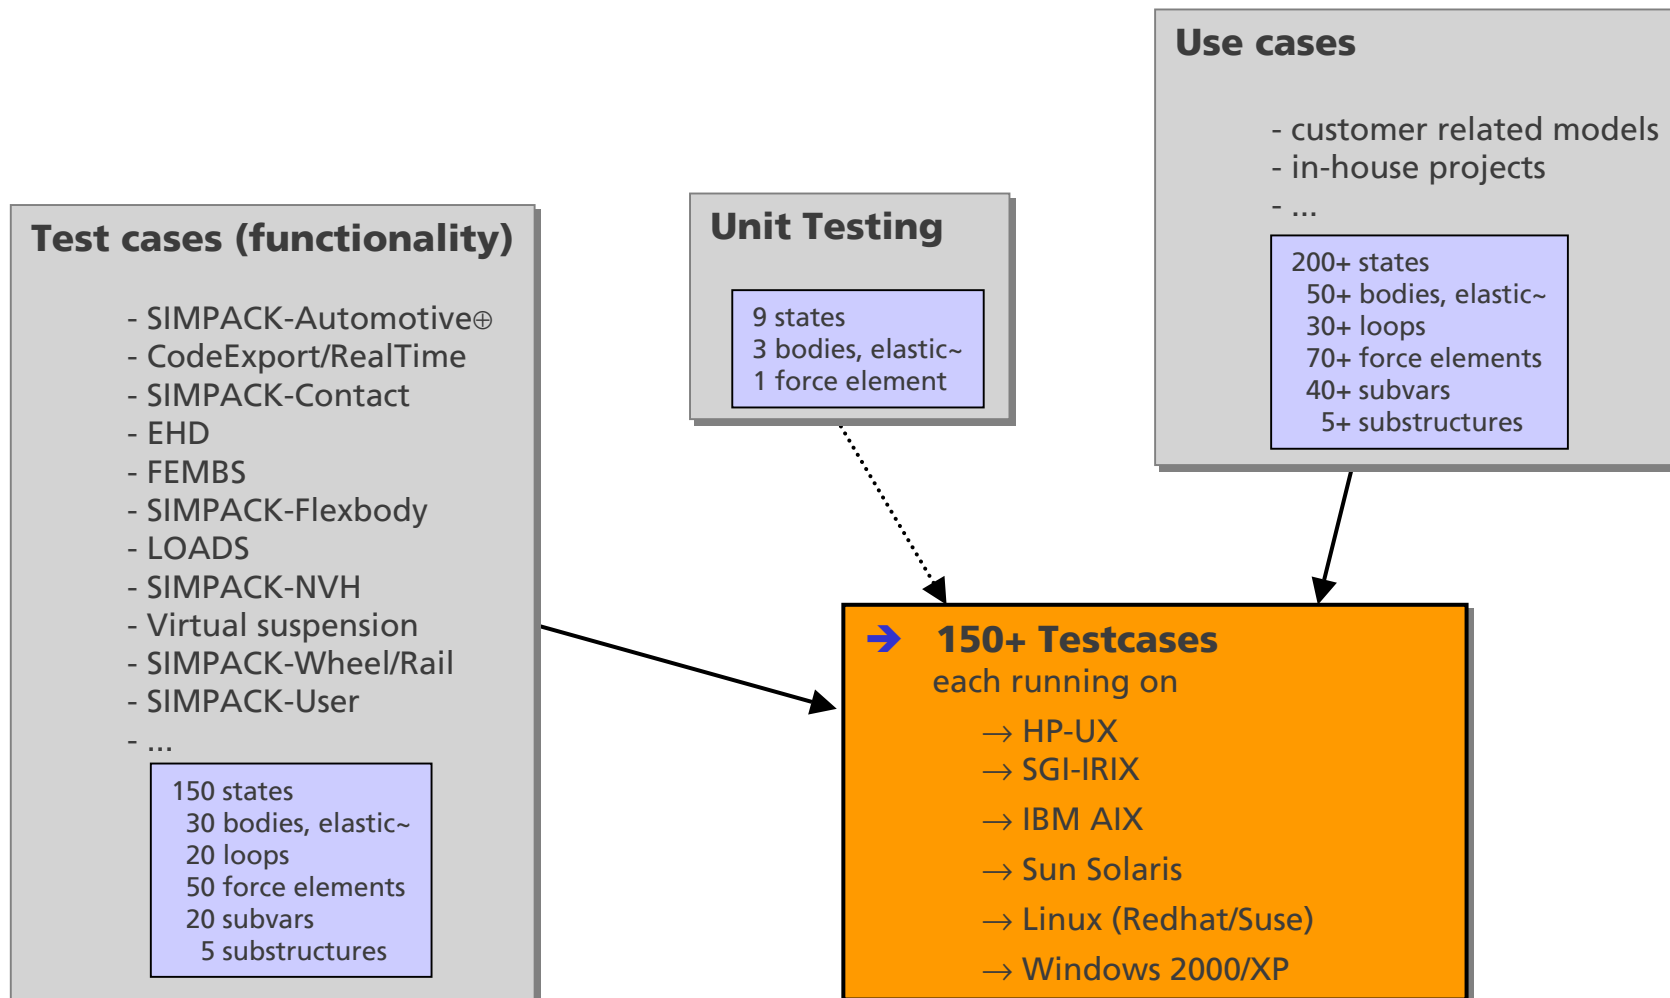 Use cases
- customer related models
- in-house projects
- ...
200+ states
50+ bodies, elastic~
30+ loops
70+ force elements
40+ subvars
5+ substructures
Unit Testing
9 states
3 bodies, elastic~
1 force element
Test cases (functionality)
- SIMPACK-Automotive⊕
- CodeExport/RealTime
- SIMPACK-Contact
- EHD
- FEMBS
- SIMPACK-Flexbody
- LOADS
- SIMPACK-NVH
- Virtual suspension
- SIMPACK-Wheel/Rail
- SIMPACK-User
- ...
150 states
30 bodies, elastic~
20 loops
50 force elements
20 subvars
5 substructures
➔ 150+ Testcases
each running on
→ HP-UX
→ SGI-IRIX
→ IBM AIX
→ Sun Solaris
→ Linux (Redhat/Suse)
→ Windows 2000/XP